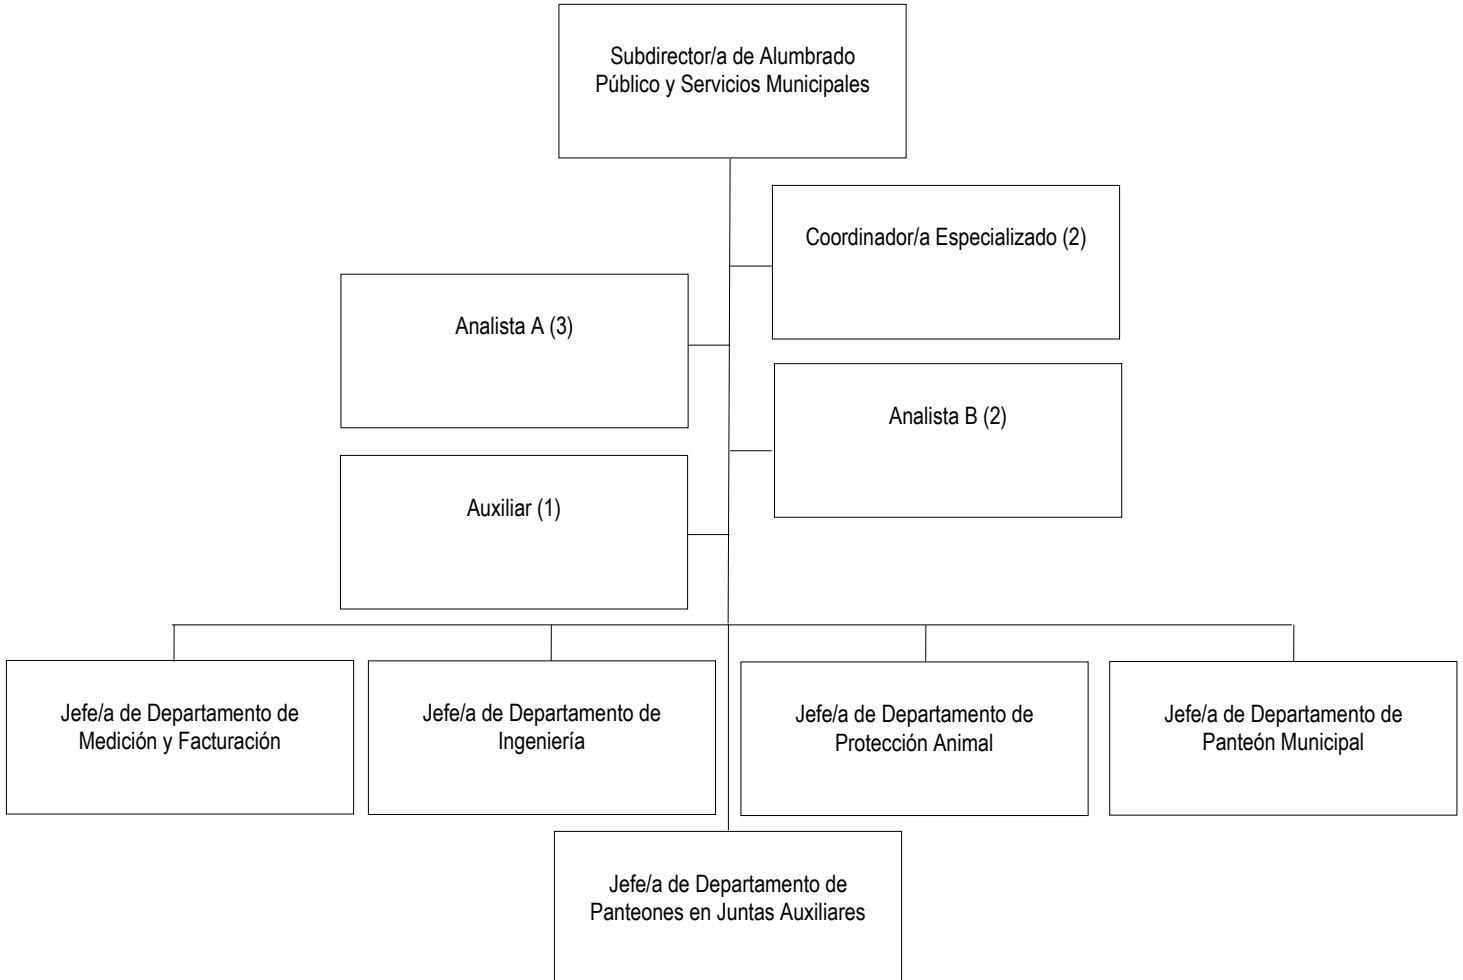 Subdirector/a de Alumbrado
Público y Servicios Municipales
Coordinador/a Especializado (2)
Analista A (3)
Analista B (2)
Auxiliar (1)
Jefe/a de Departamento de
Medición y Facturación
Jefe/a de Departamento de
Ingeniería
Jefe/a de Departamento de
Protección Animal
Jefe/a de Departamento de
Panteón Municipal
Jefe/a de Departamento de
Panteones en Juntas Auxiliares